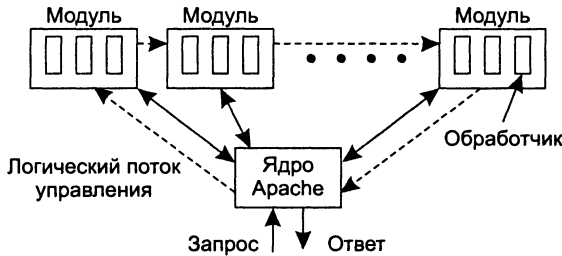 Модуль
Модуль
Модуль
Обработчик
Логический поток
управления
Ядро
Apache
Запрос
Ответ